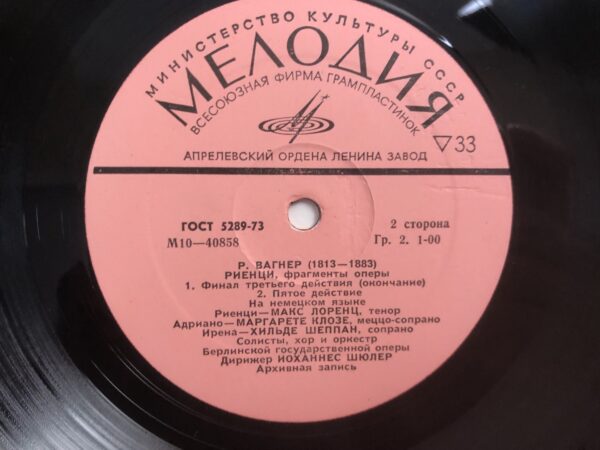 МИНИСТЕРСТВО КУЛЬТУРЫ СССР
МЕЛОДИЯ
ВСЕСОЮЗНАЯ ФИРМА ГРАМПЛАСТИНОК
▽33
АПРЕЛЕВСКИЙ ОРДЕНА ЛЕНИНА ЗАВОД
ГОСТ 5289-73
2 сторона
М10—40858
Гр. 2. 1-00
Р. ВАГНЕР (1813—1883)
РИЕНЦИ, фрагменты оперы
1. Финал третьего действия (окончание)
2. Пятое действие
На немецком языке
Риенци—МАКС ЛОРЕНЦ, тенор
Адриано—МАРГАРЕТЕ КЛОЗЕ, меццо-сопрано
Ирена—ХИЛЬДЕ ШЕППАН, сопрано
Солисты, хор и оркестр
Берлинской государственной оперы
Дирижер ИОХАННЕС ШЮЛЕР
Архивная запись